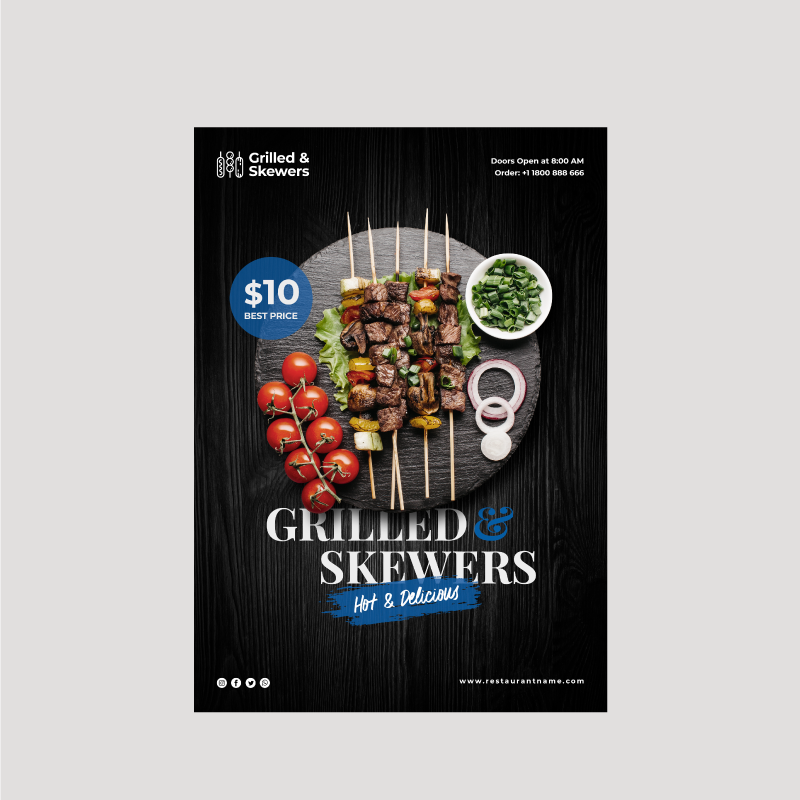 Grilled &
Skewers
Doors Open at 8:00 AM
Order: +1 1800 888 666
$10
BEST PRICE
GRILLED &
SKEWERS
Hot & Delicious
www.restaurantname.com